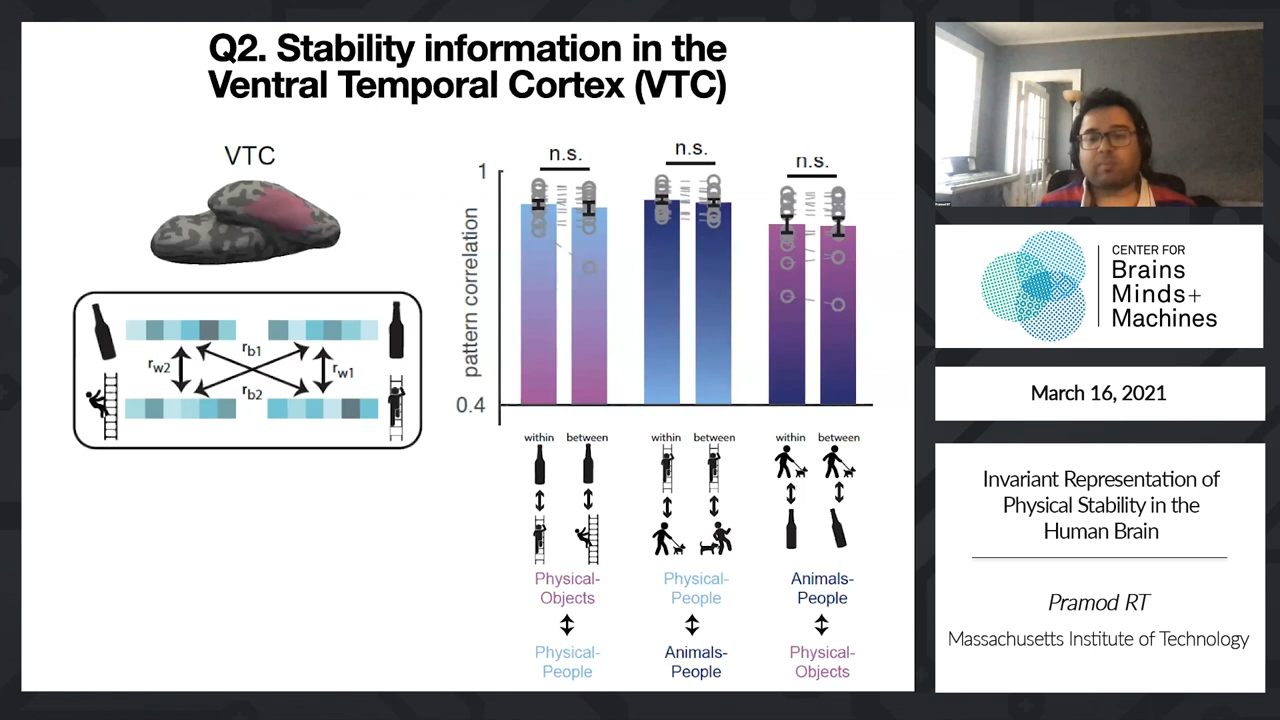 Q2. Stability information in the
Ventral Temporal Cortex (VTC)
VTC
rw2
rb1
rb2
rw1
pattern correlation
1
0.4
n.s.
n.s.
n.s.
within
between
within
between
within
between
Physical-
Objects
Physical-
People
Physical-
People
Animals-
People
Animals-
People
Physical-
Objects
CENTER FOR
Brains
Minds+
Machines
March 16, 2021
Invariant Representation of
Physical Stability in the
Human Brain
Pramod RT
Massachusetts Institute of Technology